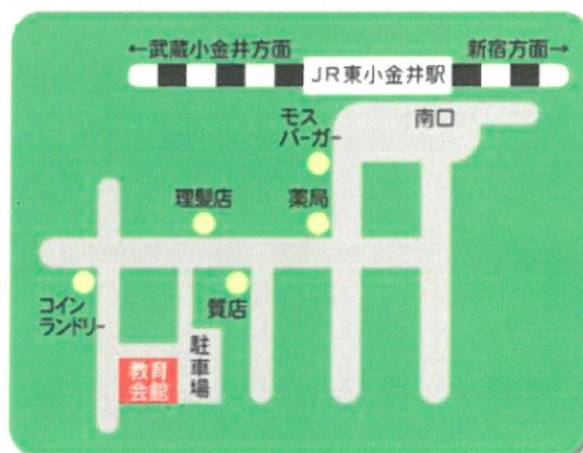 ←武蔵小金井方面
新宿方面→
JR東小金井駅
モス
バーガー
南口
理髪店
薬局
コイン
ランドリー
質店
教育
会館
駐車場